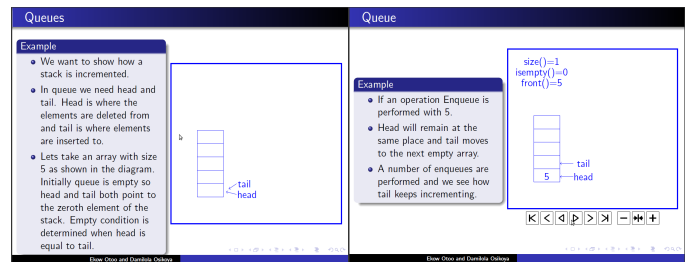 Queues
Example
We want to show how a
stack is incremented.
In queue we need head and
tail. Head is where the
elements are deleted from
and tail is where elements
are inserted to.
Lets take an array with size
5 as shown in the diagram.
Initially queue is empty so
head and tail both point to
the zeroth element of the
stack. Empty condition is
determined when head is
equal to tail.
tail
head
Ekow Otoo and Damilola Osikoya
Queue
Example
If an operation Enqueue is
performed with 5.
Head will remain at the
same place and tail moves
to the next empty array.
A number of enqueues are
performed and we see how
tail keeps incrementing.
size()=1
isempty()=0
front()=5
tail
5
head
Ekow Otoo and Damilola Osikoya